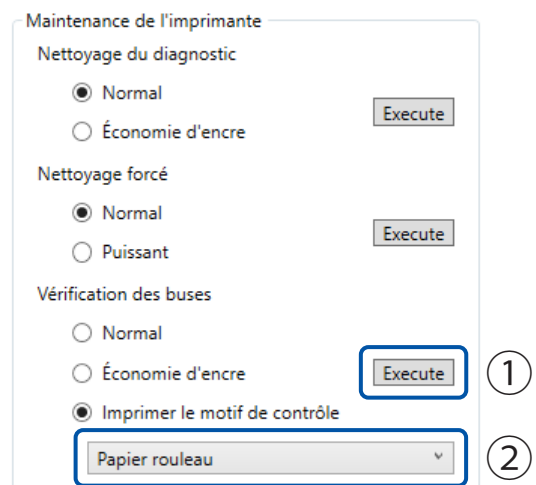 Maintenance de l'imprimante
Nettoyage du diagnostic
Normal
Execute
Économie d'encre
Nettoyage forcé
Normal
Execute
Puissant
Vérification des buses
Normal
Économie d'encre Execute 1
Imprimer le motif de contrôle
Papier rouleau 2